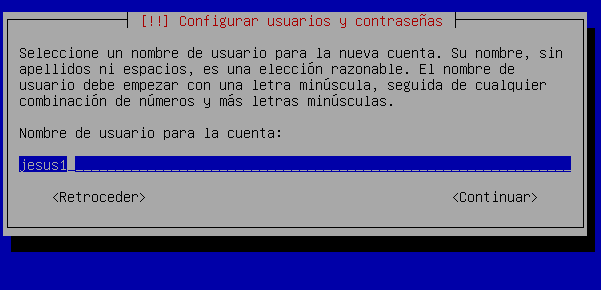 [!!] Configurar usuarios y contraseñas
Seleccione un nombre de usuario para la nueva cuenta. Su nombre, sin
apellidos ni espacios, es una elección razonable. El nombre de
usuario debe empezar con una letra minúscula, seguida de cualquier
combinación de números y más letras minúsculas.
Nombre de usuario para la cuenta:
jesus1
<Retroceder> <Continuar>